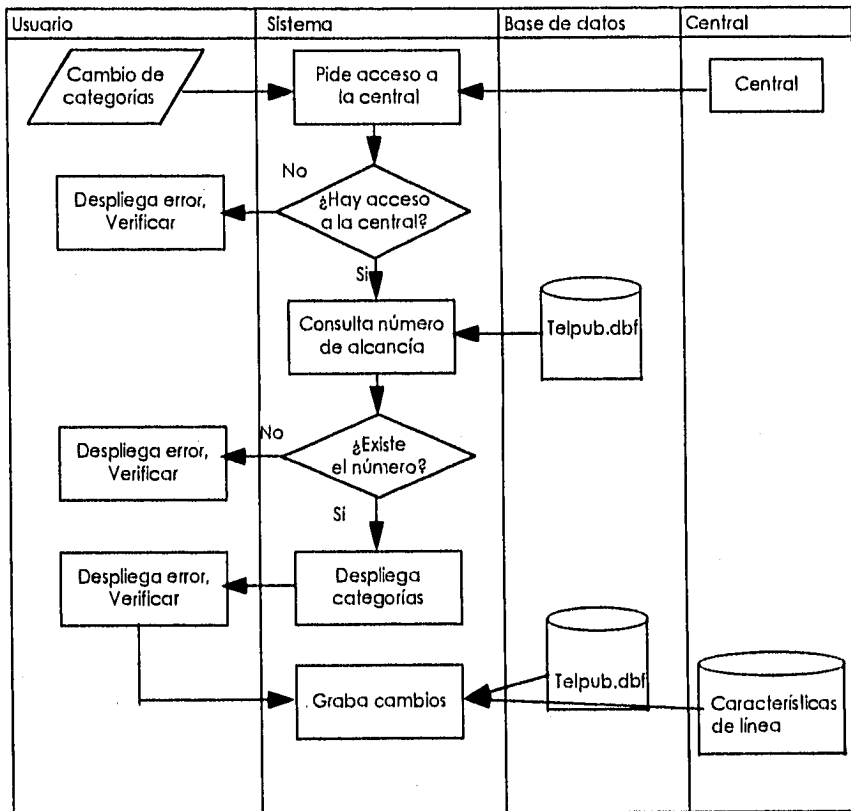 Usuario
Sistema
Base de datos
Central
Cambio de
categorías
Pide acceso a
la central
Central
No
Despliega error,
Verificar
¿Hay acceso
a la central?
Si
Consulta número
de alcancía
Telpub.dbf
No
Despliega error,
Verificar
¿Existe
el número?
Si
Despliega error,
Verificar
Despliega
categorías
Graba cambios
Telpub.dbf
Características
de línea